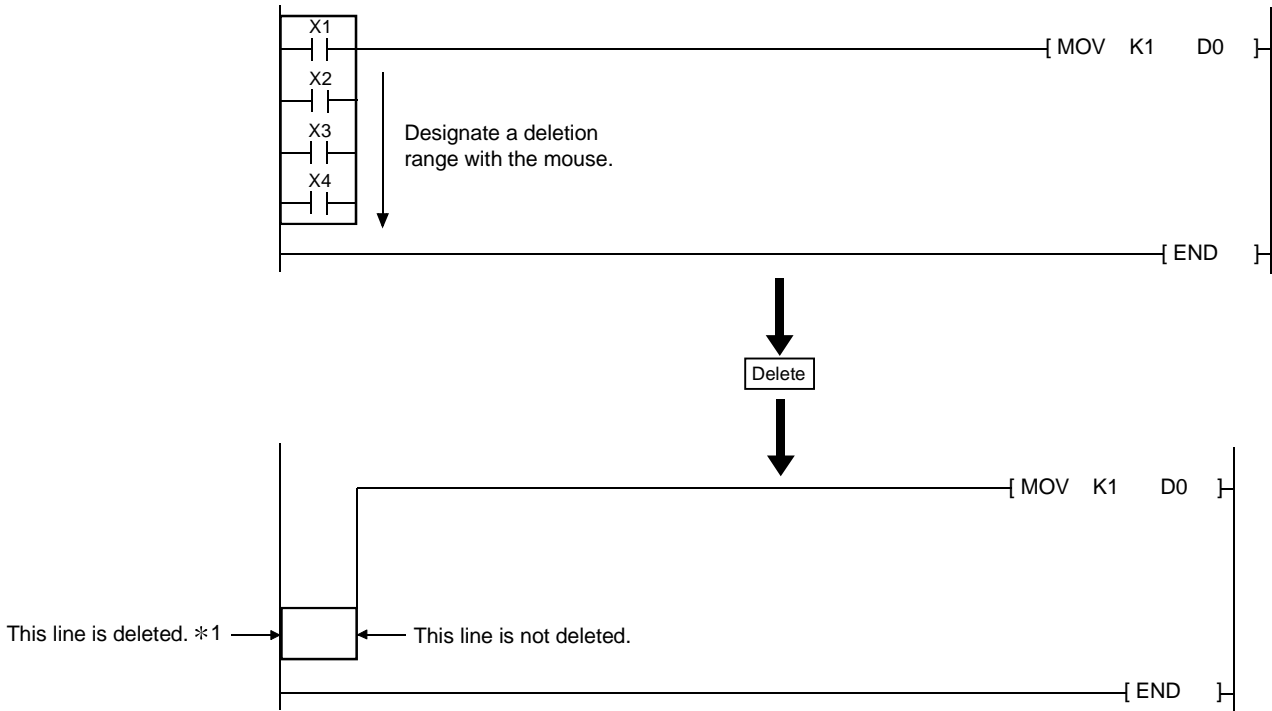 X1
[ MOV K1 D0 ]
X2
X3
Designate a deletion
range with the mouse.
X4
[ END ]
Delete
[ MOV K1 D0 ]
This line is deleted. *1
This line is not deleted.
[ END ]